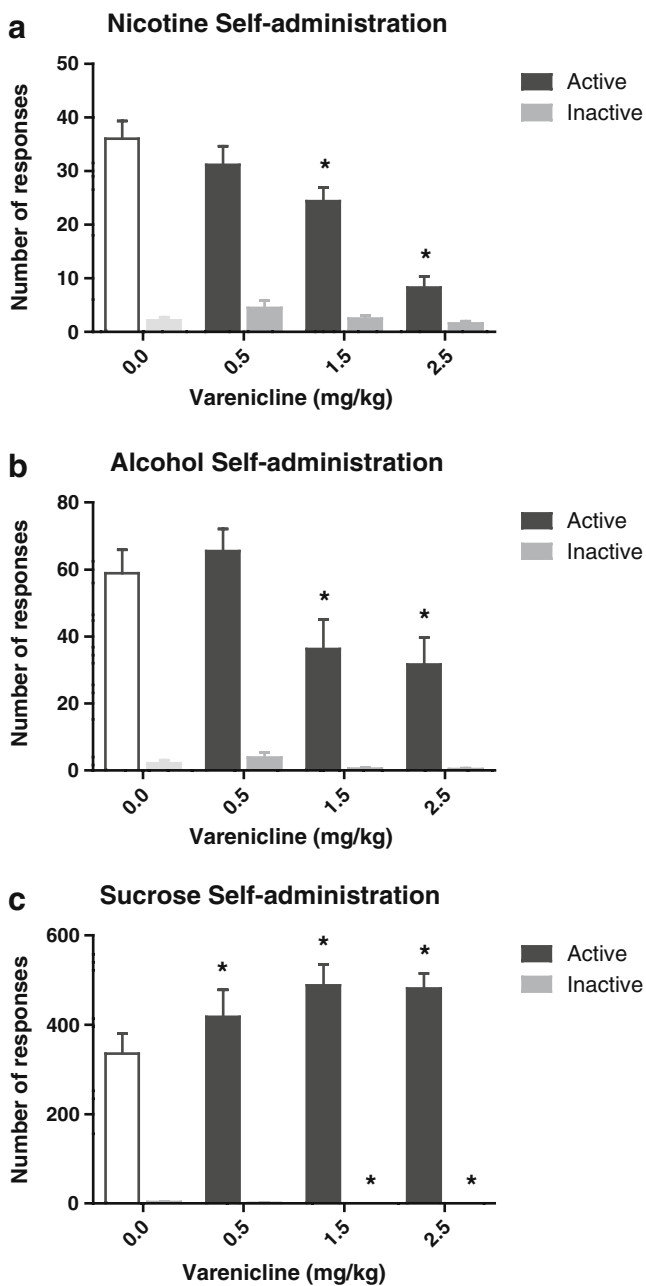 a
Nicotine Self-administration
Number of responses
50
40
30
20
10
0
*
*
0.0
0.5
1.5
2.5
Varenicline (mg/kg)
Active
Inactive
b
Alcohol Self-administration
Number of responses
80
60
40
20
0
*
*
0.0
0.5
1.5
2.5
Varenicline (mg/kg)
Active
Inactive
c
Sucrose Self-administration
Number of responses
600
400
200
0
*
*
*
*
*
0.0
0.5
1.5
2.5
Varenicline (mg/kg)
Active
Inactive